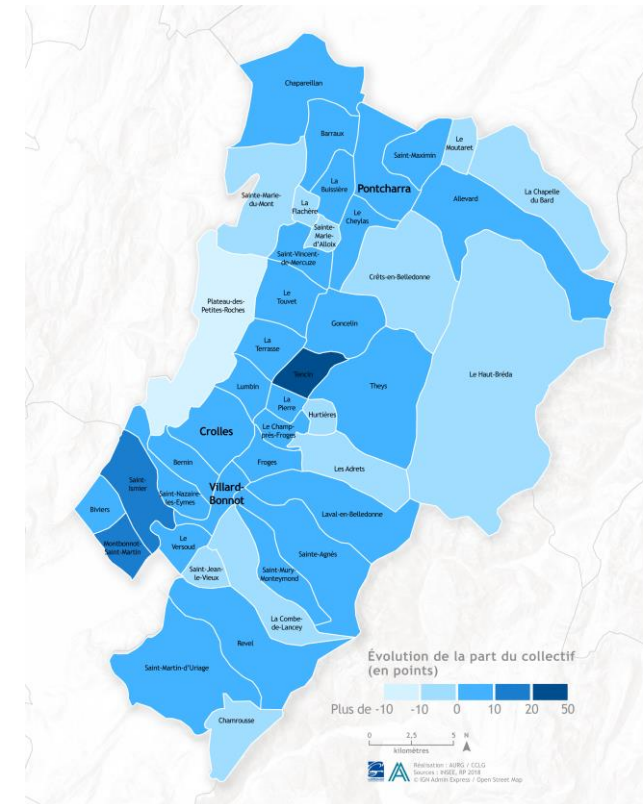 Chapareillan
Barraux
Saint-Maximin
Le
Moutaret
La Chapelle
du Bard
La
Buissière
Pontcharra
Allevard
Sainte-Marie-
du-Mont
La
Flachère
Le
Cheylas
Sainte-
Marie-
d'Alloix
Saint-Vincent-
de-Mercuze
Crêts-en-Belledonne
Plateau-des-
Petites-Roches
Le
Touvet
Goncelin
La
Terrasse
Tencin
Theys
Le Haut-Bréda
Lumbin
La
Pierre
Hurtières
Crolles
Le Champ-
près-Froges
Bernin
Froges
Les Adrets
Saint-
Ismier
Villard-
Bonnot
Saint-Nazaire-
les-Eymes
Biviers
Laval-en-Belledonne
Montbonnot-
Saint-Martin
Le
Versoud
Sainte-Agnès
Saint-Jean-
le-Vieux
Saint-Mury-
Monteymond
La Combe-
de-Lancey
Revel
Saint-Martin-d'Uriage
Chamrousse
Évolution de la part du collectif
(en points)
Plus de -10 -10 0 10 20 50
0 2,5 5 N
kilomètres
Réalisation : AURG / CCLG
Sources : INSEE, RP 2018
© IGN Admin Express / Open Street Map